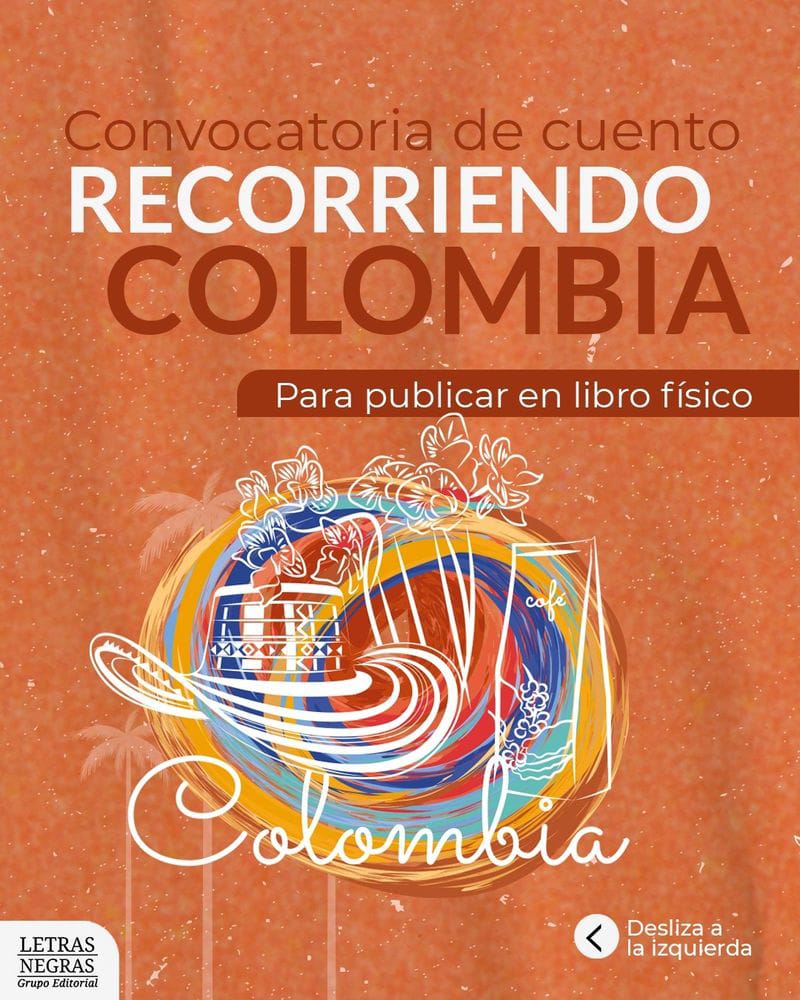 Convocatoria de cuento
RECORRIENDO
COLOMBIA
Para publicar en libro físico
café
Colombia
LETRAS
NEGRAS
Grupo Editorial
Desliza a
la izquierda